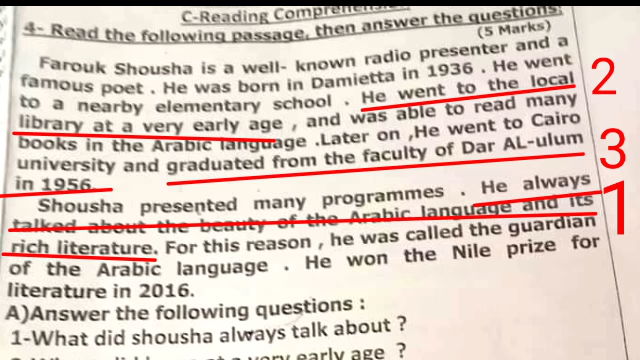 C-Reading Comprehension
4- Read the following passage, then answer the questions:
(5 Marks)
Farouk Shousha is a well- known radio presenter and a
famous poet . He was born in Damietta in 1936 . He went
to a nearby elementary school . He went to the local
library at a very early age , and was able to read many
books in the Arabic language .Later on ,He went to Cairo
university and graduated from the faculty of Dar AL-ulum
in 1956.
Shousha presented many programmes . He always
talked about the beauty of the Arabic language and its
rich literature. For this reason , he was called the guardian
of the Arabic language . He won the Nile prize for
literature in 2016.
A)Answer the following questions :
1-What did shousha always talk about ?
very early age ?
2
3
1